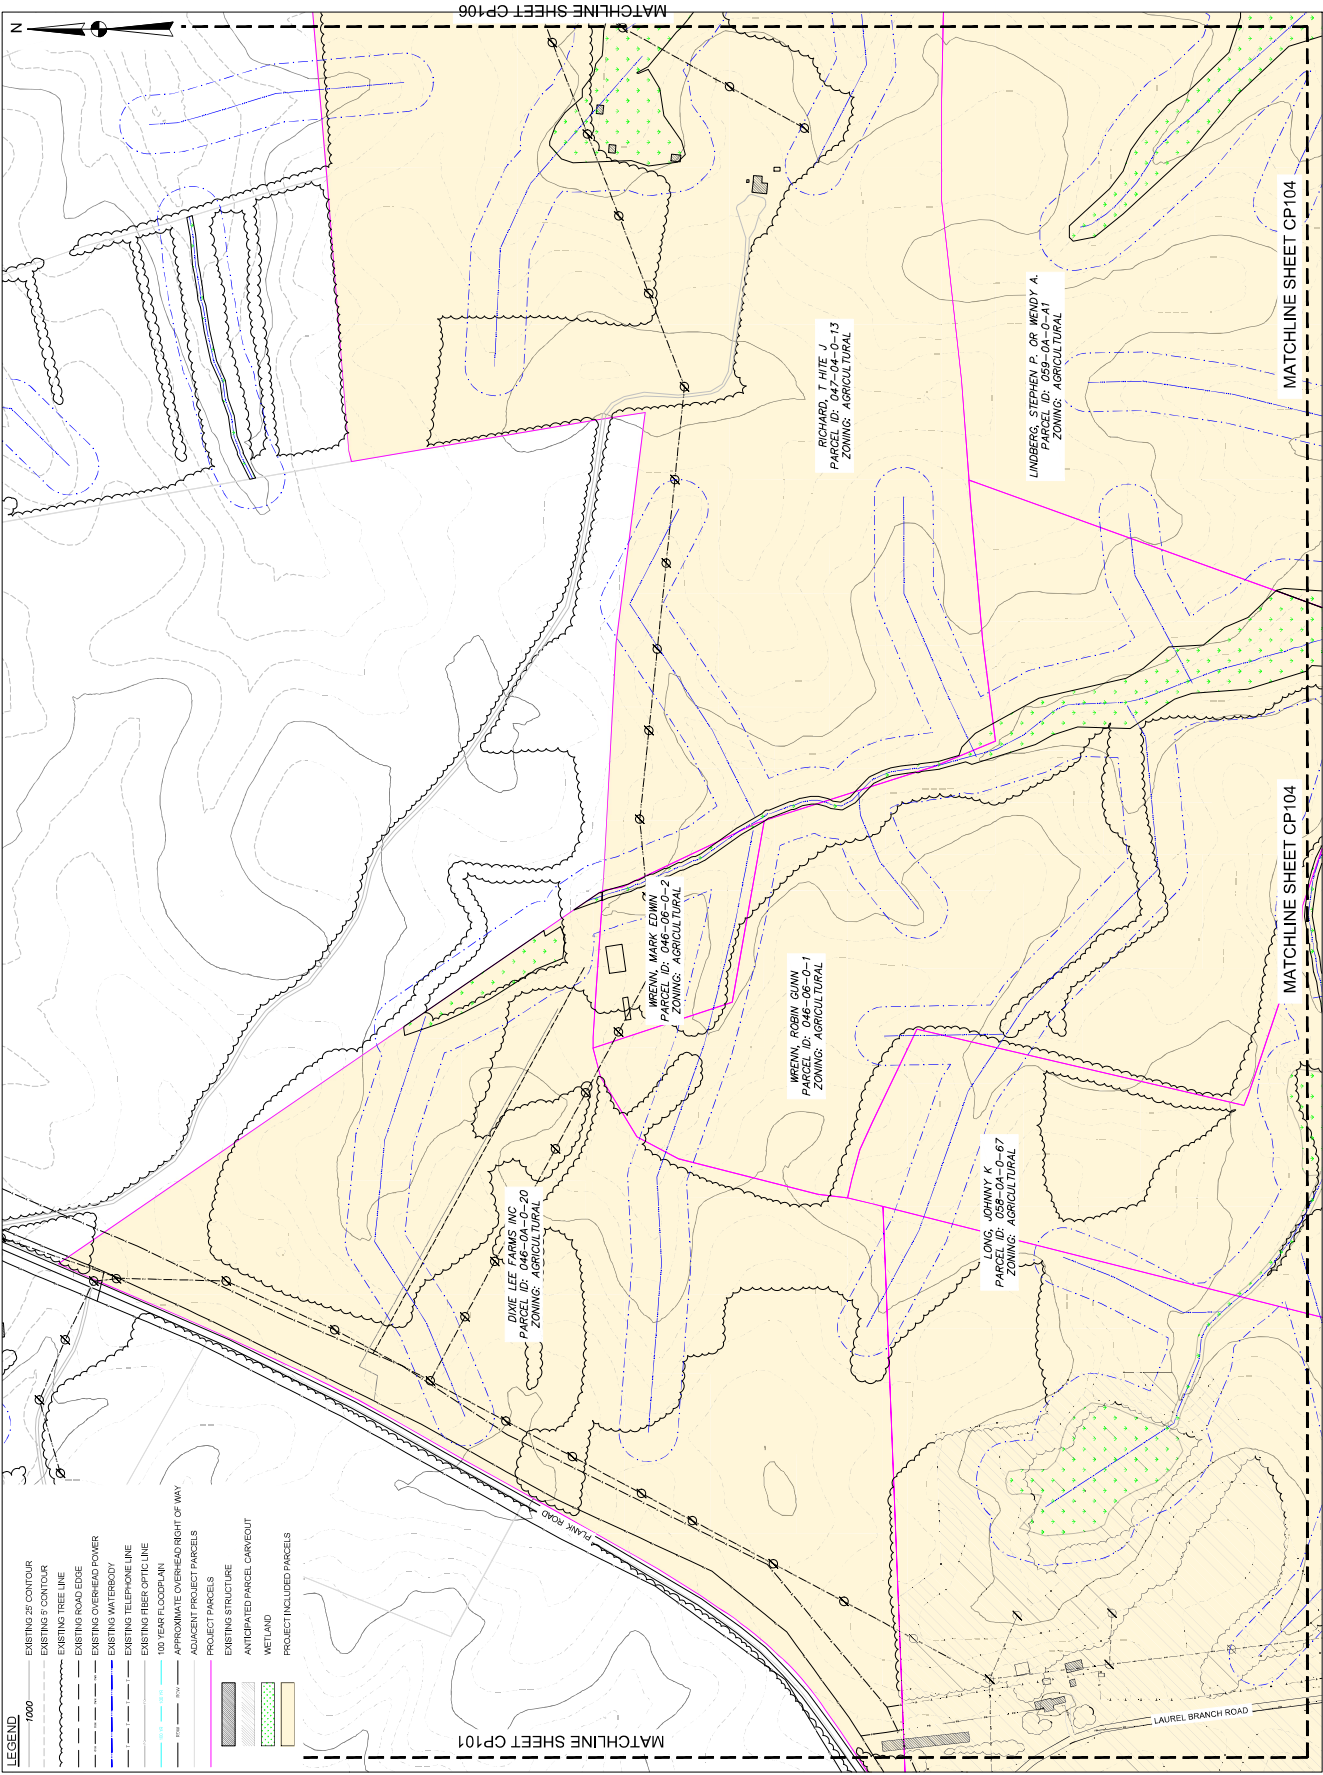 MATCHLINE SHEET CP106
N
MATCHLINE SHEET CP104
RICHARD, T HITE J
PARCEL ID: 047-04-0-13
ZONING: AGRICULTURAL
LINDBERG, STEPHEN P. OR WENDY A.
PARCEL ID: 059-0A-0-A1
ZONING: AGRICULTURAL
WRENN, MARK EDWIN
PARCEL ID: 046-06-0-2
ZONING: AGRICULTURAL
WRENN, ROBIN GUNN
PARCEL ID: 046-06-0-1
ZONING: AGRICULTURAL
MATCHLINE SHEET CP104
DIXIE LEE FARMS INC
PARCEL ID: 046-0A-0-20
ZONING: AGRICULTURAL
LONG, JOHNNY K
PARCEL ID: 058-0A-0-67
ZONING: AGRICULTURAL
PLANK ROAD
LAUREL BRANCH ROAD
MATCHLINE SHEET CP101
LEGEND
1000
EXISTING 25' CONTOUR
EXISTING 5' CONTOUR
EXISTING TREE LINE
EXISTING ROAD EDGE
EXISTING OVERHEAD POWER
EXISTING WATERBODY
EXISTING TELEPHONE LINE
EXISTING FIBER OPTIC LINE
100 YEAR FLOODPLAIN
APPROXIMATE OVERHEAD RIGHT OF WAY
ADJACENT PROJECT PARCELS
PROJECT PARCELS
EXISTING STRUCTURE
ANTICIPATED PARCEL CARVEOUT
WETLAND
PROJECT INCLUDED PARCELS